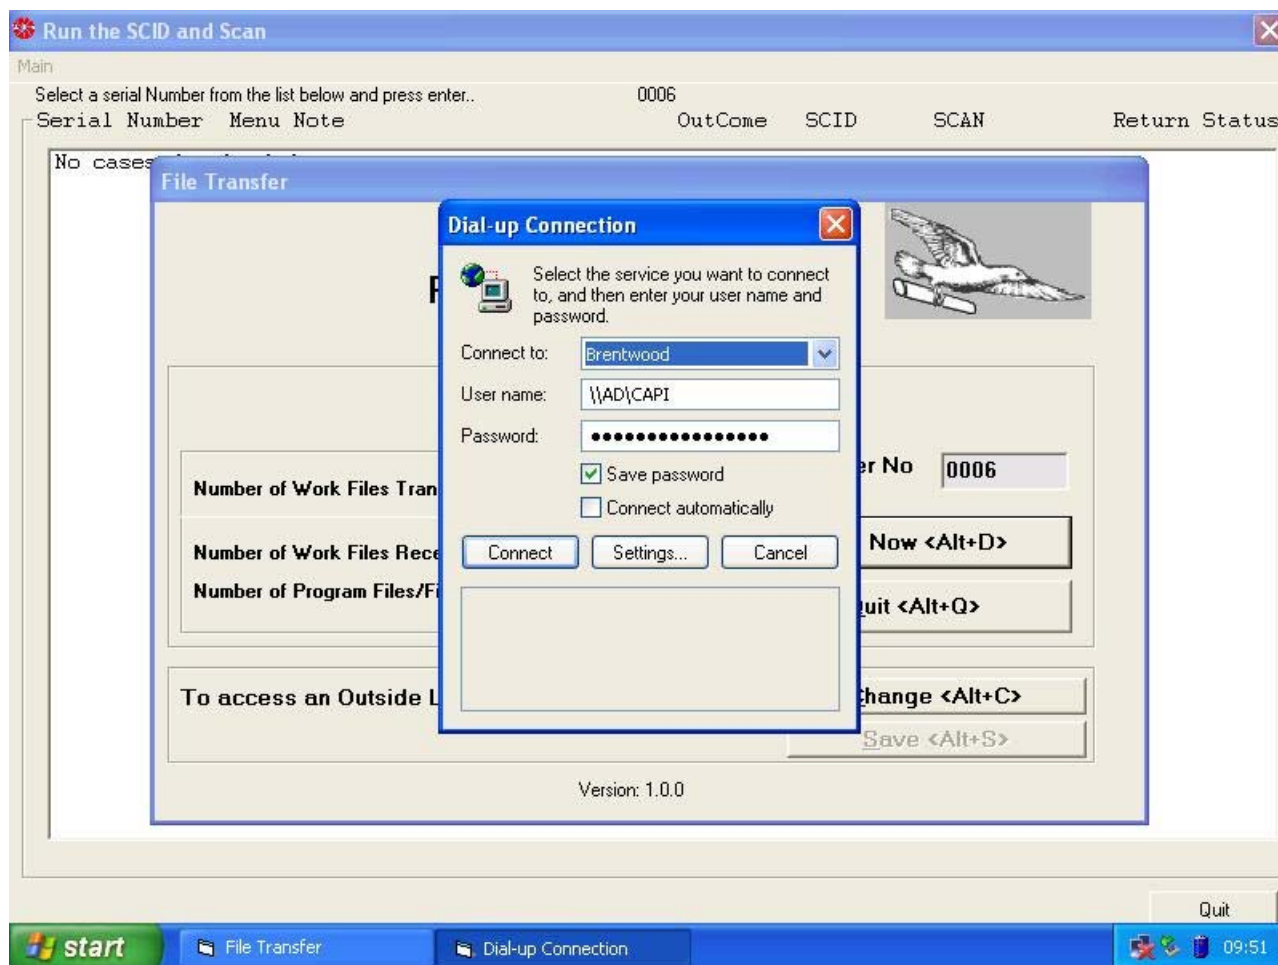 Run the SCID and Scan
Main
Select a serial Number from the list below and press enter.. 0006
Serial Number Menu Note OutCome SCID SCAN Return Status
No cases
File Transfer
Dial-up Connection
Select the service you want to connect
to, and then enter your user name and
password.
Connect to: Brentwood
User name: \\AD\CAPI
Password: ••••••••••••••••
Save password
Connect automatically
Connect Settings... Cancel
er No 0006
Number of Work Files Tran
Now <Alt+D>
Number of Work Files Rece
Number of Program Files/Fi
uit <Alt+Q>
To access an Outside L
hange <Alt+C>
Save <Alt+S>
Version: 1.0.0
Quit
start File Transfer Dial-up Connection 09:51